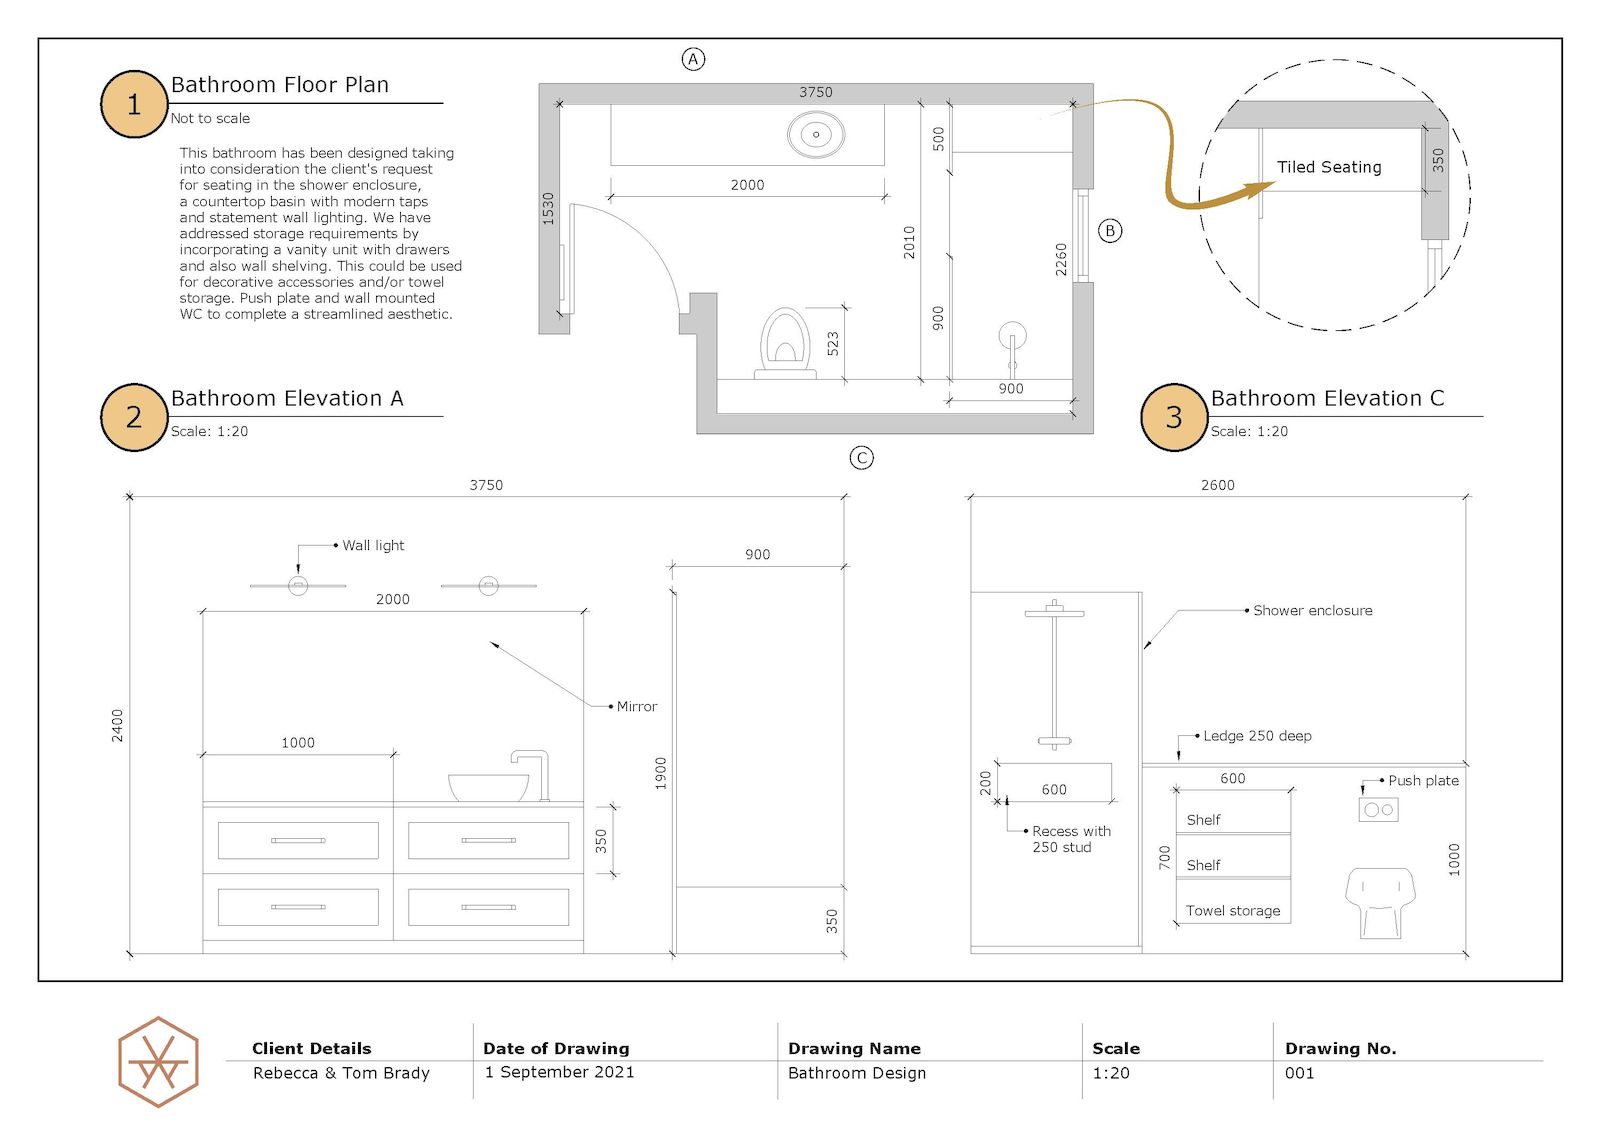 1
Bathroom Floor Plan
Not to scale
This bathroom has been designed taking
into consideration the client's request
for seating in the shower enclosure,
a countertop basin with modern taps
and statement wall lighting. We have
addressed storage requirements by
incorporating a vanity unit with drawers
and also wall shelving. This could be used
for decorative accessories and/or towel
storage. Push plate and wall mounted
WC to complete a streamlined aesthetic.
A
3750
500
2000
1530
2010
B
2260
900
523
900
C
Tiled Seating
350
2
Bathroom Elevation A
Scale: 1:20
3750
Wall light
900
2000
Mirror
2400
1000
1900
350
350
3
Bathroom Elevation C
Scale: 1:20
2600
Shower enclosure
Ledge 250 deep
200
600
Recess with
250 stud
600
Push plate
Shelf
700
Shelf
1000
Towel storage
Client Details
Rebecca & Tom Brady
Date of Drawing
1 September 2021
Drawing Name
Bathroom Design
Scale
1:20
Drawing No.
001